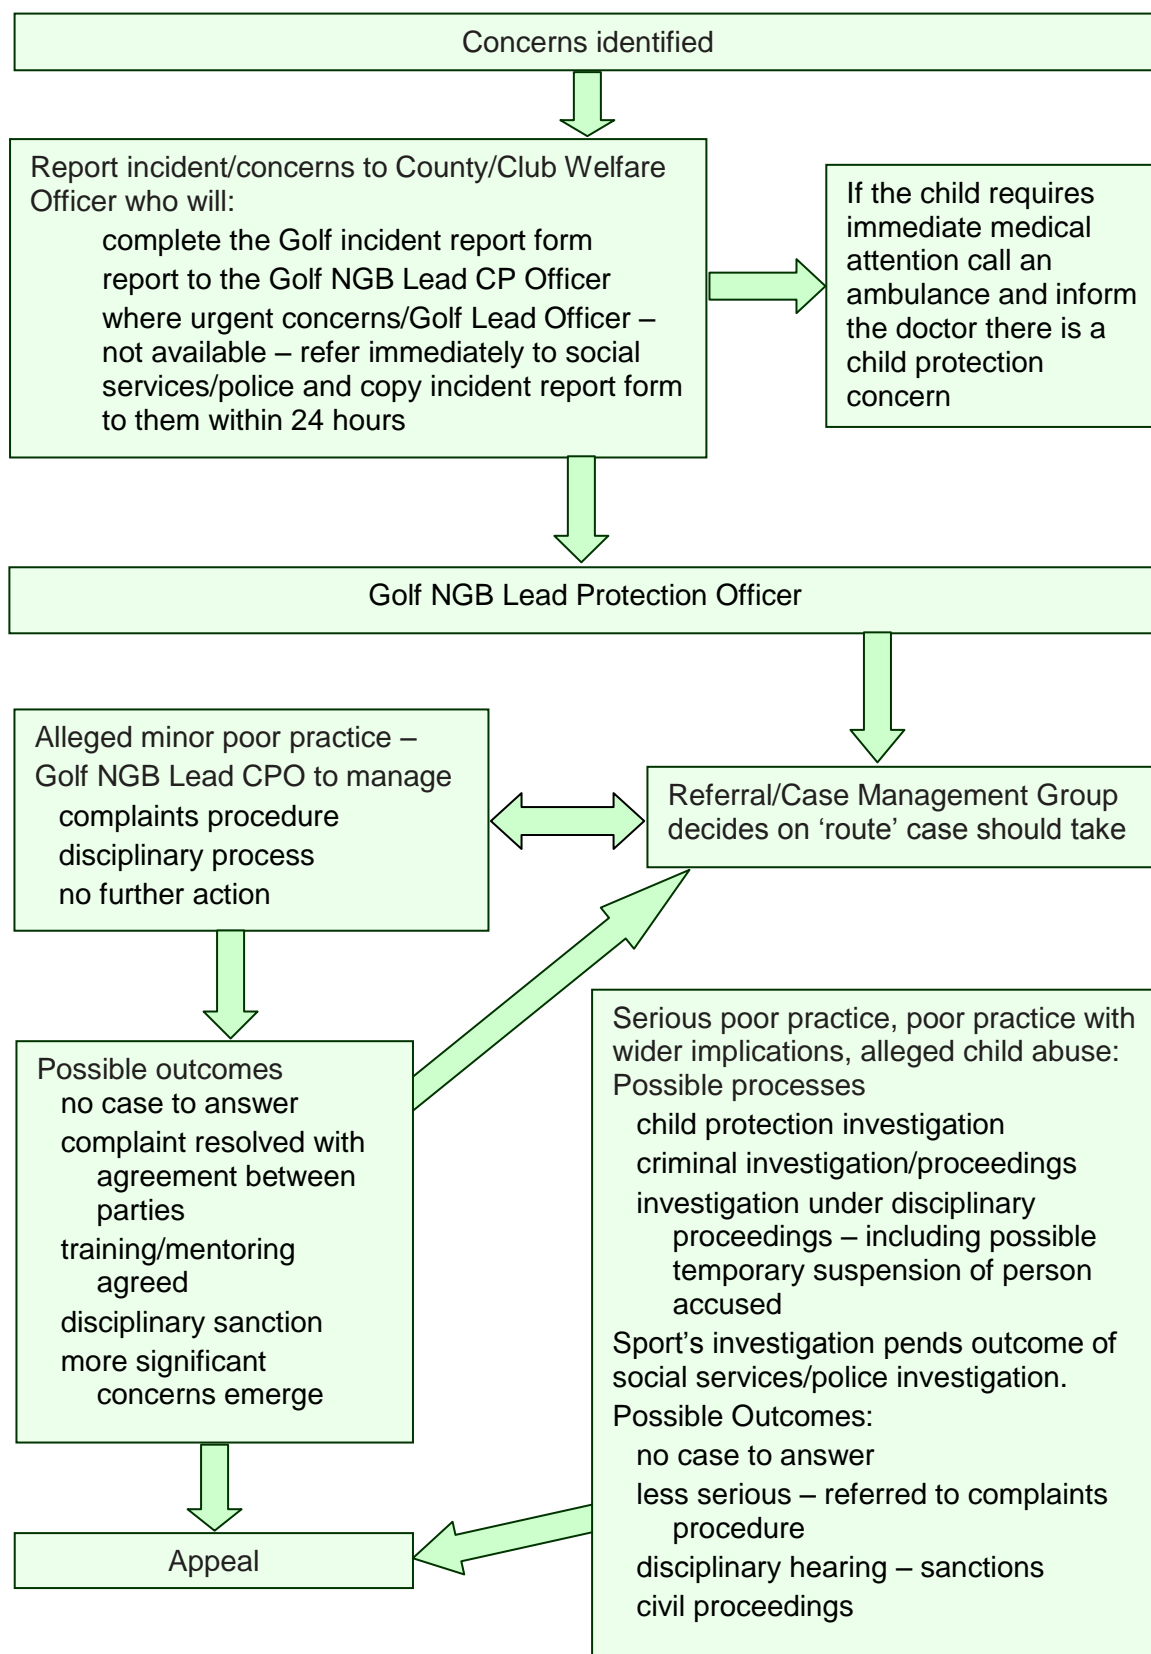 Concerns identified
Report incident/concerns to County/Club Welfare
Officer who will:
complete the Golf incident report form
report to the Golf NGB Lead CP Officer
where urgent concerns/Golf Lead Officer –
not available – refer immediately to social
services/police and copy incident report form
to them within 24 hours
If the child requires
immediate medical
attention call an
ambulance and inform
the doctor there is a
child protection
concern
Golf NGB Lead Protection Officer
Alleged minor poor practice –
Golf NGB Lead CPO to manage
complaints procedure
disciplinary process
no further action
Referral/Case Management Group
decides on ‘route’ case should take
Possible outcomes
no case to answer
complaint resolved with
agreement between
parties
training/mentoring
agreed
disciplinary sanction
more significant
concerns emerge
Serious poor practice, poor practice with
wider implications, alleged child abuse:
Possible processes
child protection investigation
criminal investigation/proceedings
investigation under disciplinary
proceedings – including possible
temporary suspension of person
accused
Sport’s investigation pends outcome of
social services/police investigation.
Possible Outcomes:
no case to answer
less serious – referred to complaints
procedure
disciplinary hearing – sanctions
civil proceedings
Appeal